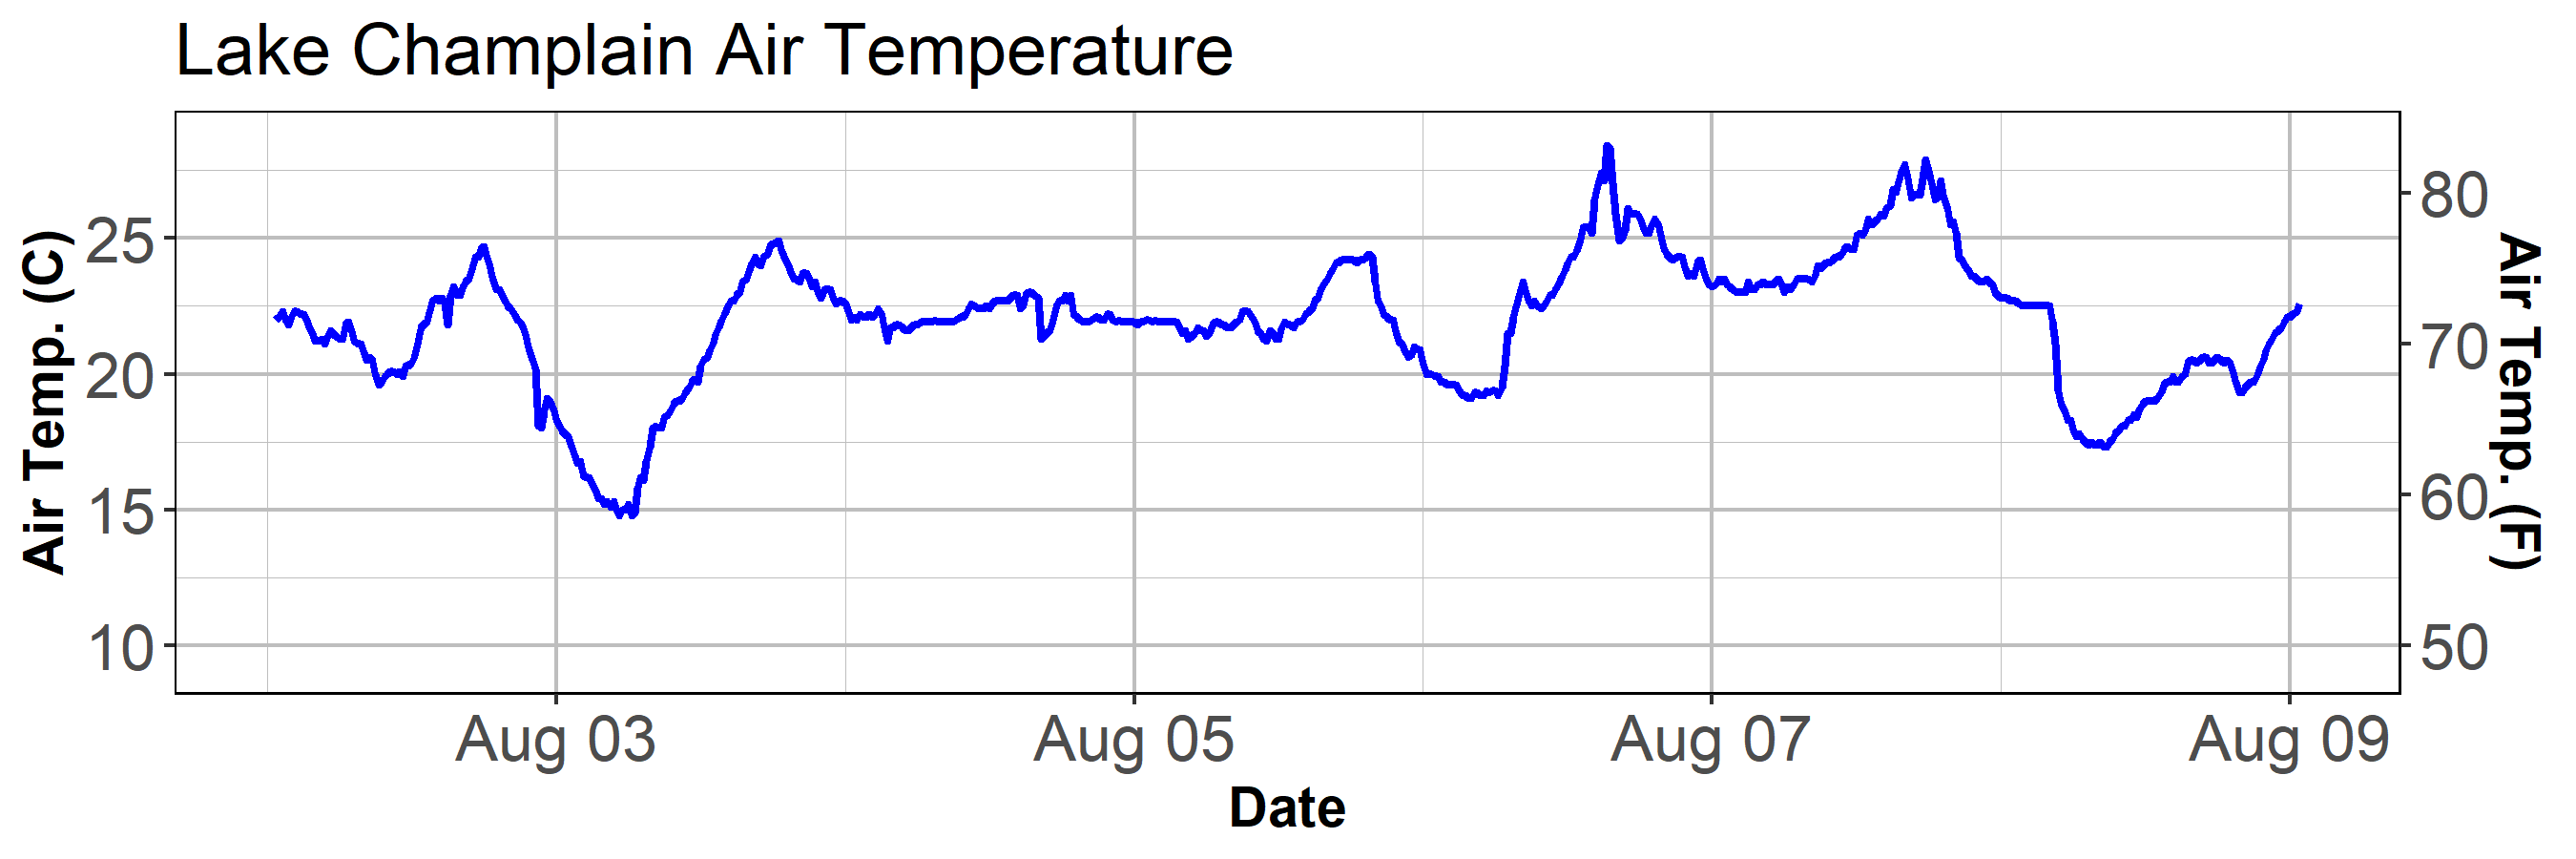 Lake Champlain Air Temperature
Air Temp. (C)
25
20
15
10
80
70
60
50
Air Temp. (F)
Aug 03
Aug 05
Aug 07
Aug 09
Date